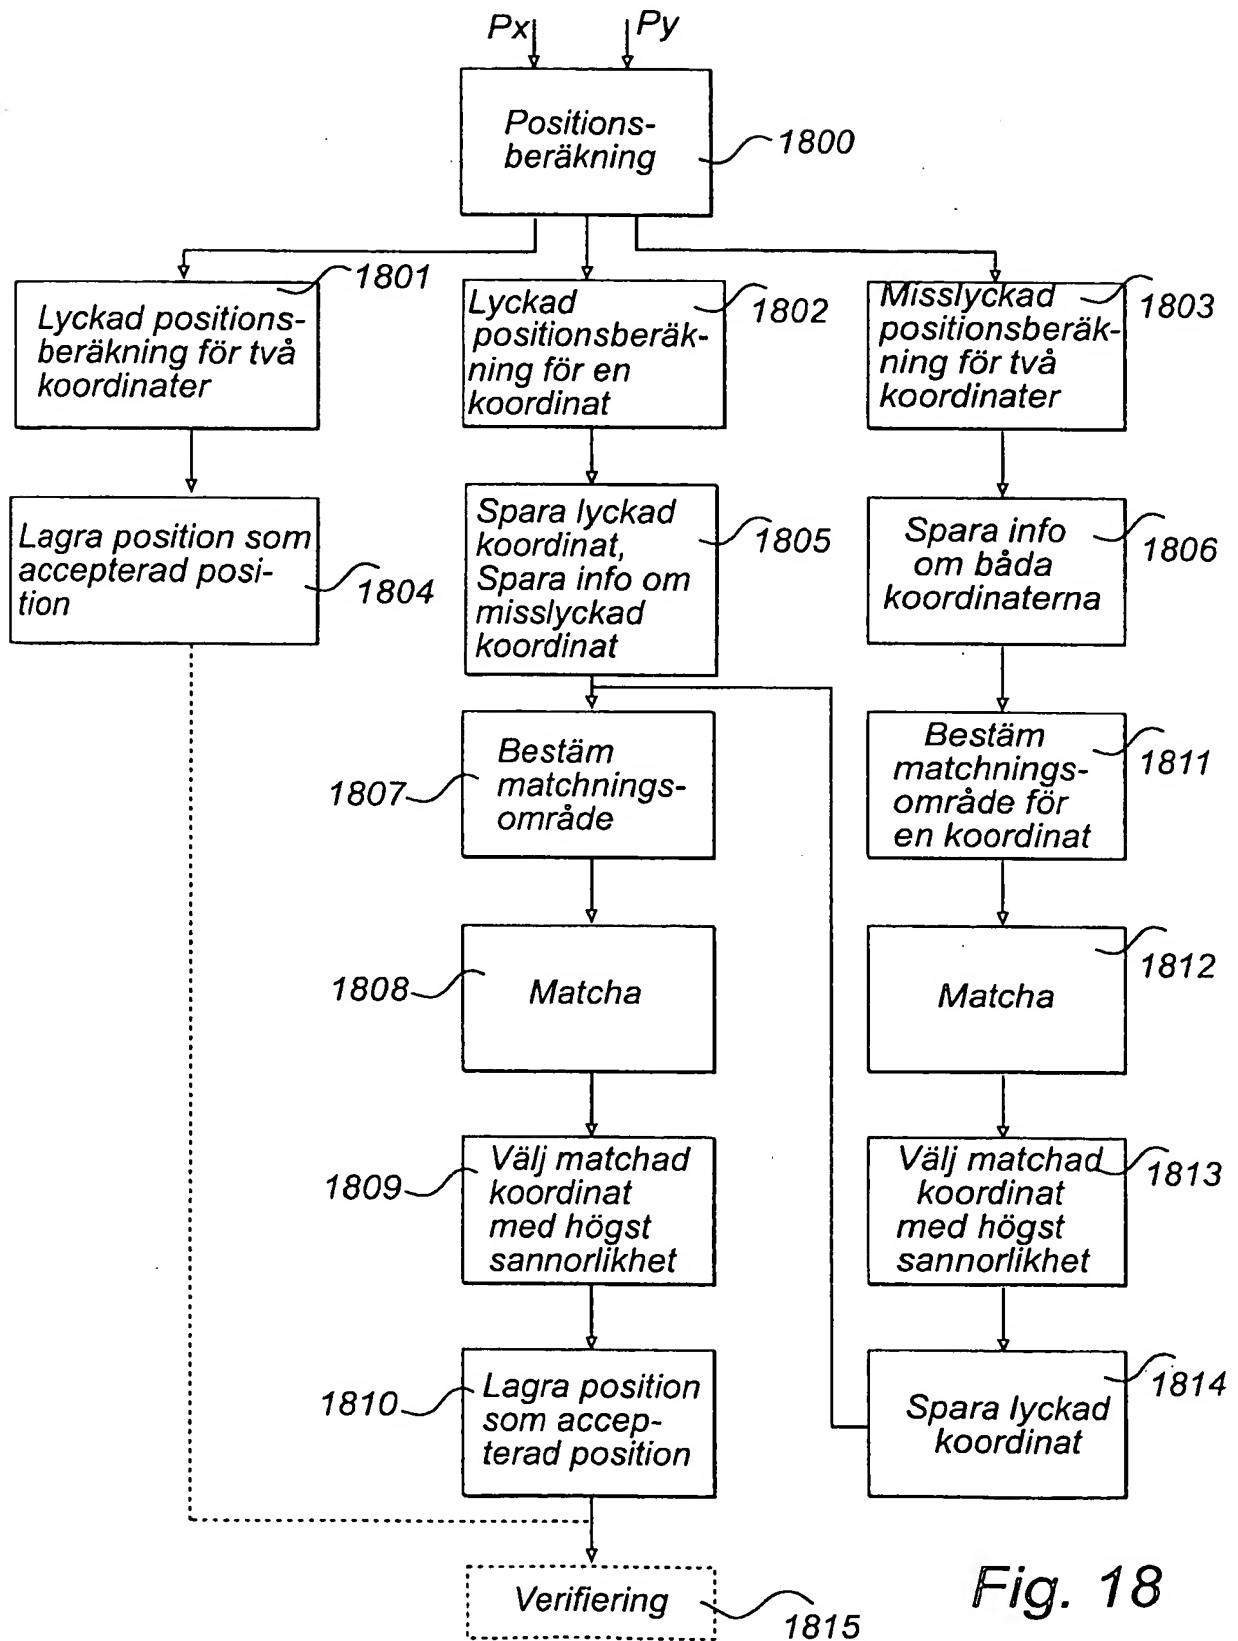 Px
Py
Positions-
beräkning
1800
1801
Lyckad positions-
beräkning för två
koordinater
1802
Lyckad
positionsberäk-
ning för en
koordinat
1803
Misslyckad
positionsberäk-
ning för två
koordinater
Lagra position som
accepterad posi-
tion
1804
Spara lyckad
koordinat,
Spara info om
misslyckad
koordinat
1805
Spara info
om båda
koordinaterna
1806
1807
Bestäm
matchnings-
område
Bestäm
matchnings-
område för
en koordinat
1811
1808
Matcha
Matcha
1812
1809
Välj matchad
koordinat
med högst
sannorlikhet
Välj matchad
koordinat
med högst
sannorlikhet
1813
1810
Lagra position
som accep-
terad position
Spara lyckad
koordinat
1814
Verifiering
1815
Fig. 18